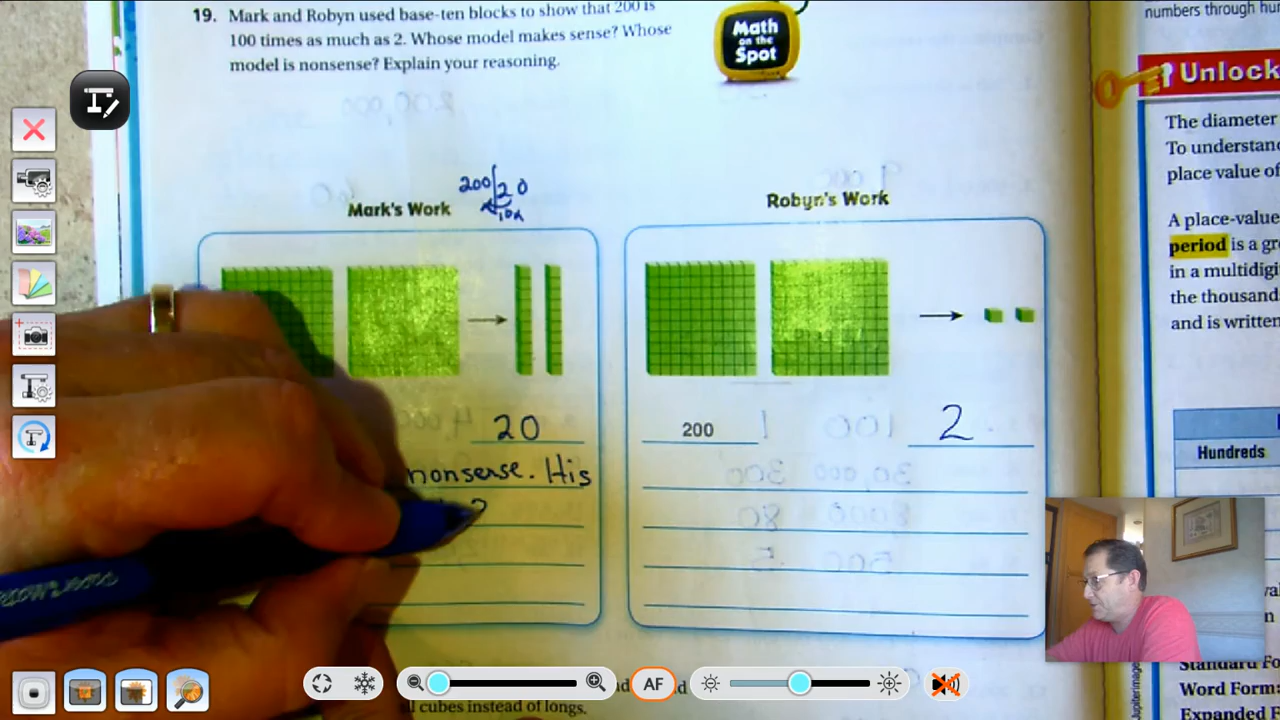 19. Mark and Robyn used base-ten blocks to show that 200 is
100 times as much as 2. Whose model makes sense? Whose
model is nonsense? Explain your reasoning.
Math
on the
Spot
200 20
10x
Mark's Work
20
nonsense. His
Robyn's Work
200 2
l cubes instead of longs.
numbers through hu
Unlock
The diameter
To understand
place value of
A place-value
period is a gr
in a multidigi
the thousand
and is written
Hundreds
Standard Fo
Word Form:
Expanded F
AF